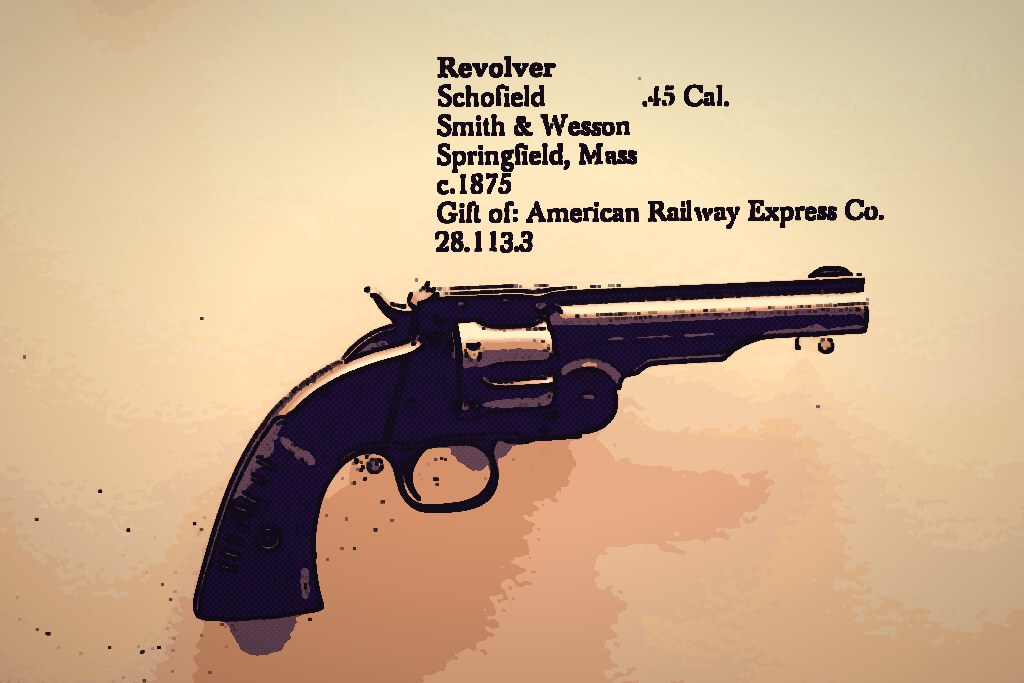 Revolver
Schofield .45 Cal.
Smith & Wesson
Springfield, Mass
c.1875
Gift of: American Railway Express Co.
28.113.3